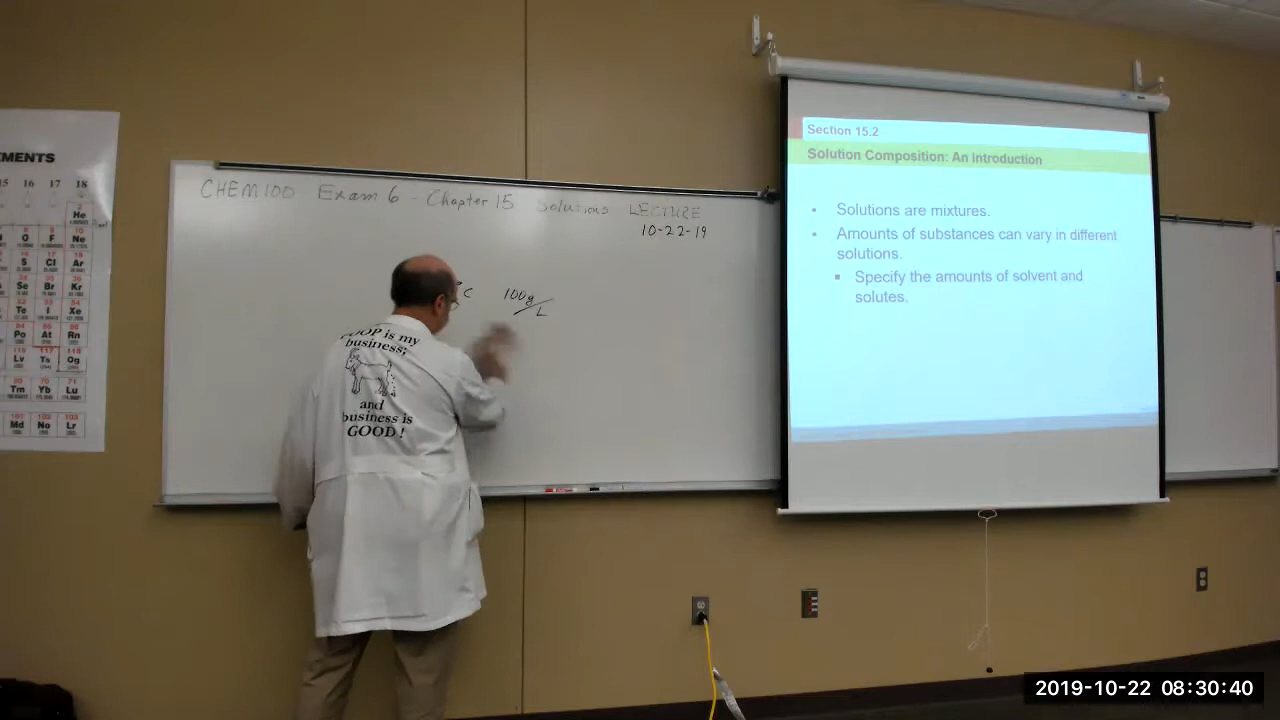 EMENTS
15 16 17 18
He
O F Ne
S Cl Ar
Se Br Kr
Te I Xe
Po At Rn
Lv Ts Og
Tm Yb Lu
Md No Lr
CHEM100 Exam 6 - Chapter 15 Solutions LECTURE
10-22-19
°C 100g/L
POOP is my
business;
and
business is
GOOD!
Section 15.2
Solution Composition: An Introduction
• Solutions are mixtures.
• Amounts of substances can vary in different
solutions.
▪ Specify the amounts of solvent and
solutes.
2019-10-22 08:30:40